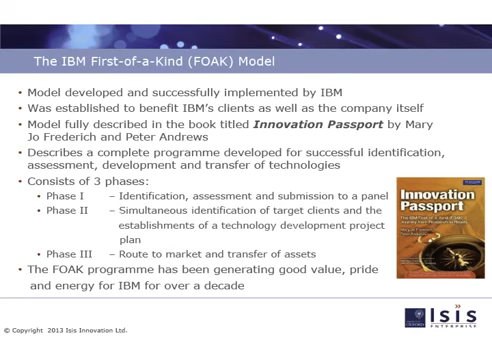 The IBM First-of-a-Kind (FOAK) Model
• Model developed and successfully implemented by IBM
• Was established to benefit IBM's clients as well as the company itself
• Model fully described in the book titled Innovation Passport by Mary
Jo Frederich and Peter Andrews
• Describes a complete programme developed for successful identification,
assessment, development and transfer of technologies
• Consists of 3 phases:
• Phase I – Identification, assessment and submission to a panel
• Phase II – Simultaneous identification of target clients and the
establishments of a technology development project
plan
• Phase III – Route to market and transfer of assets
• The FOAK programme has been generating good value, pride
and energy for IBM for over a decade
Innovation
Passport
Isis
ENTERPRISE
© Copyright 2013 Isis Innovation Ltd.